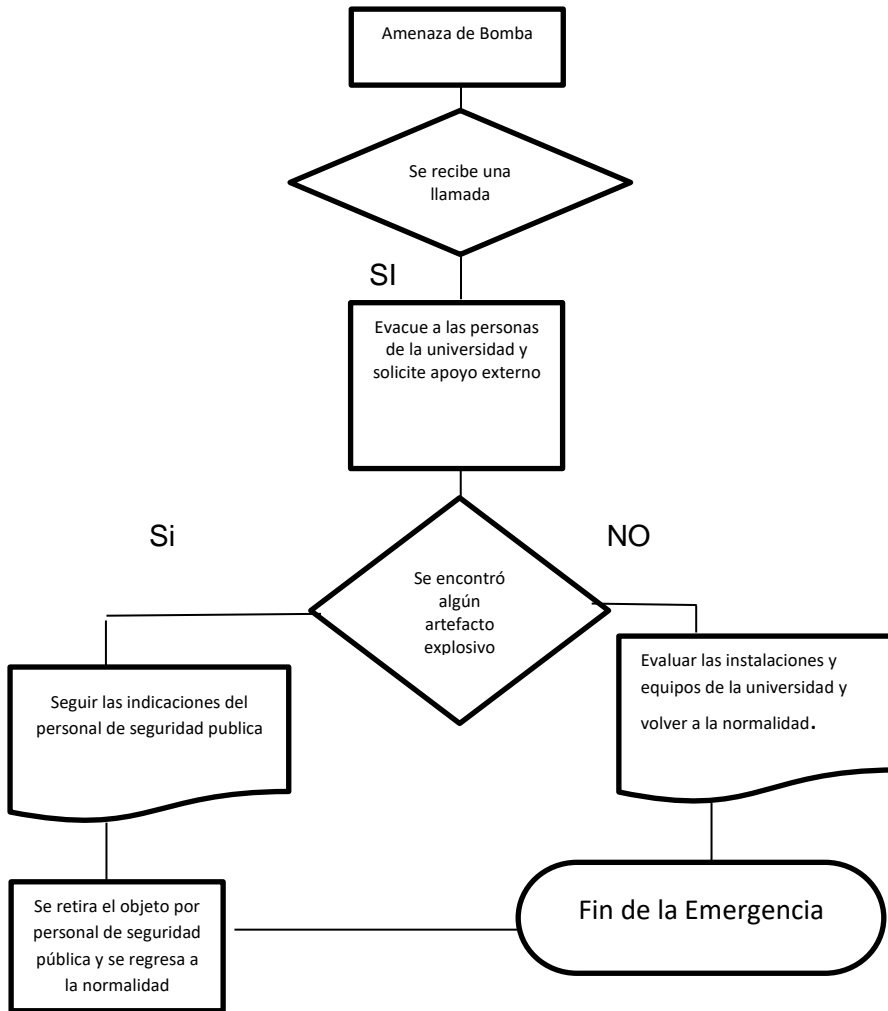 Amenaza de Bomba
Se recibe una
llamada
SI
Evacue a las personas
de la universidad y
solicite apoyo externo
Si
NO
Se encontró
algún
artefacto
explosivo
Seguir las indicaciones del
personal de seguridad publica
Evaluar las instalaciones y
equipos de la universidad y
volver a la normalidad.
Se retira el objeto por
personal de seguridad
pública y se regresa a
la normalidad
Fin de la Emergencia